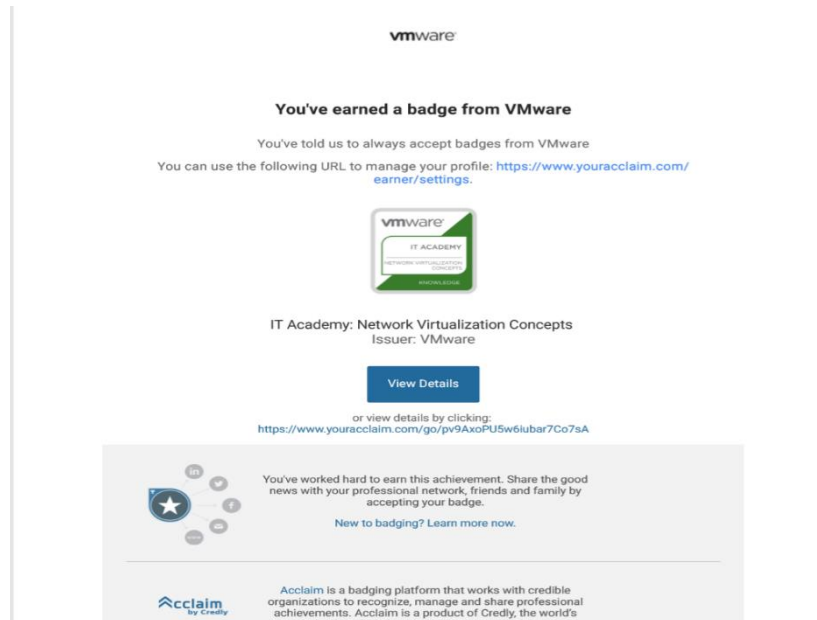 vmware
You've earned a badge from VMware
You've told us to always accept badges from VMware
You can use the following URL to manage your profile: https://www.youracclaim.com/
earner/settings.
vmware
IT ACADEMY
NETWORK VIRTUALIZATION
CONCEPTS
KNOWLEDGE
IT Academy: Network Virtualization Concepts
Issuer: VMware
View Details
or view details by clicking:
https://www.youracclaim.com/go/pv9AxoPU5w6iubar7Co7sA
in
f
www
You've worked hard to earn this achievement. Share the good
news with your professional network, friends and family by
accepting your badge.
New to badging? Learn more now.
Acclaim
by Credly
Acclaim is a badging platform that works with credible
organizations to recognize, manage and share professional
achievements. Acclaim is a product of Credly, the world's